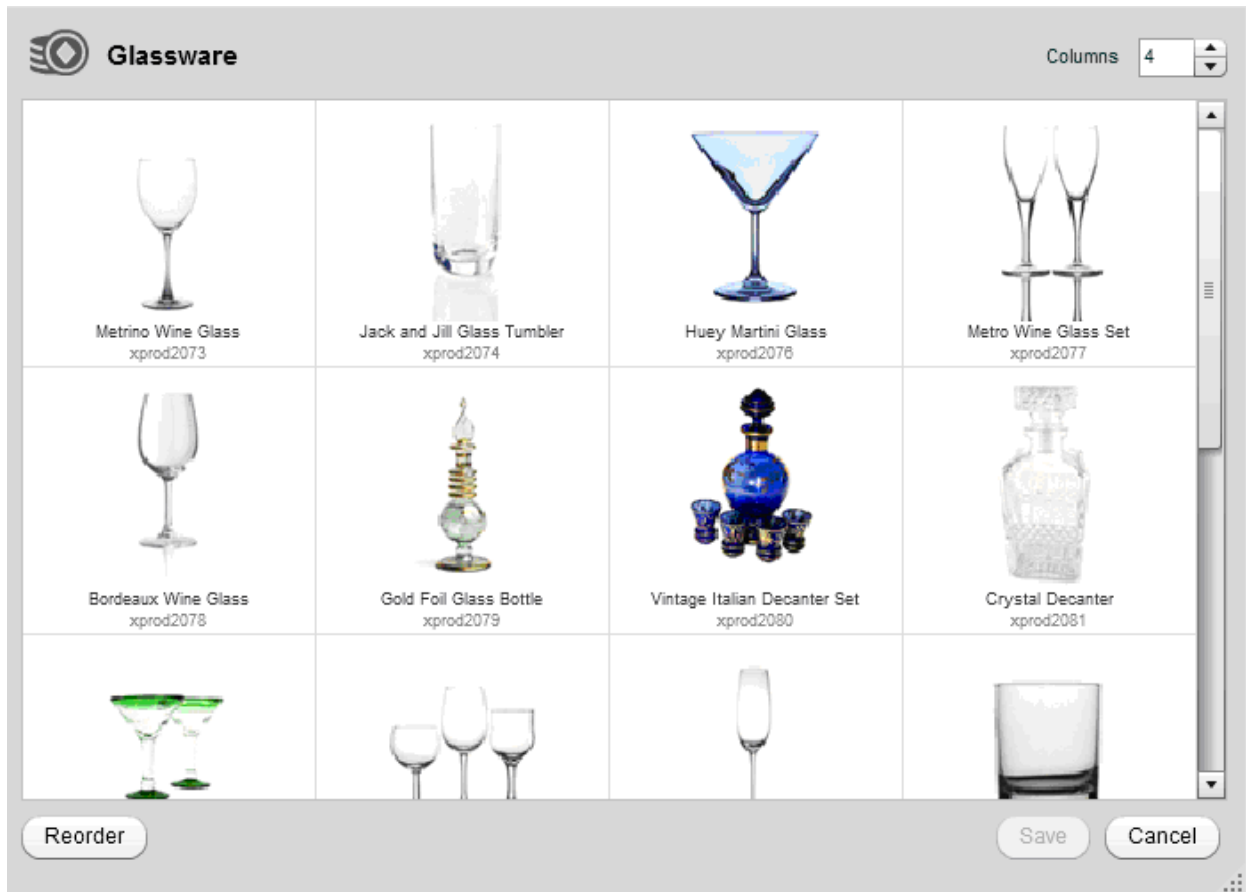 Glassware
Columns 4
Metrino Wine Glass
xprod2073
Jack and Jill Glass Tumbler
xprod2074
Huey Martini Glass
xprod2076
Metro Wine Glass Set
xprod2077
Bordeaux Wine Glass
xprod2078
Gold Foil Glass Bottle
xprod2079
Vintage Italian Decanter Set
xprod2080
Crystal Decanter
xprod2081
Reorder
Save
Cancel